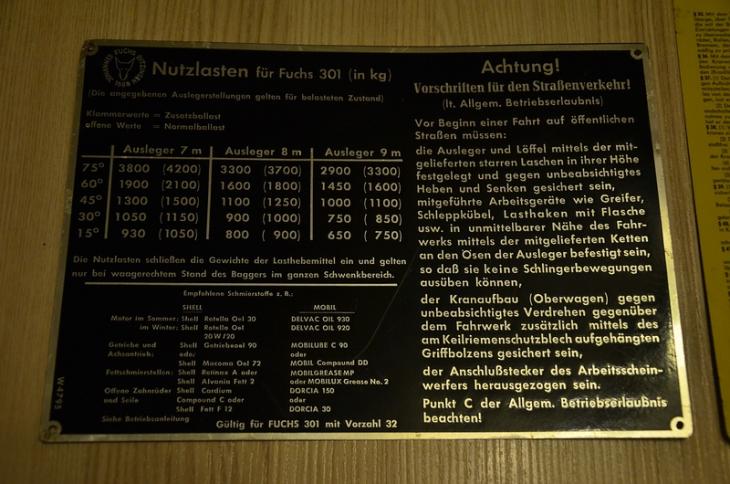 JOHANNES FUCHS DITZINGEN
1888
Nutzlasten für Fuchs 301 (in kg)
(Die angegebenen Auslegerstellungen gelten für belasteten Zustand)
Klammerwerte = Zusatzballast
offene Werte = Normalballast
Ausleger 7 m Ausleger 8 m Ausleger 9 m
75° 3800 (4200) 3300 (3700) 2900 (3300)
60° 1900 (2100) 1600 (1800) 1450 (1600)
45° 1300 (1500) 1100 (1250) 1000 (1100)
30° 1050 (1150) 900 (1000) 750 (850)
15° 930 (1050) 800 (900) 650 (750)
Die Nutzlasten schließen die Gewichte der Lasthebemittel ein und gelten
nur bei waagerechtem Stand des Baggers im ganzen Schwenkbereich.
Empfohlene Schmierstoffe z. B.:
SHELL MOBIL
Motor im Sommer: Shell Rotella Oel 30 DELVAC OIL 930
im Winter: Shell Rotella Oel DELVAC OIL 920
20 W/20
Getriebe und Shell Getriebeoel 90 MOBILUBE C 90
Achsantrieb: oder oder
Shell Macoma Oel 72 MOBIL Compound DD
Fettschmierstellen: Shell Retinax A oder MOBILGREASE MP
Shell Alvania Fett 2 oder MOBILUX Grease No. 2
Offene Zahnräder Shell Cardium DORCIA 150
und Seile Compound C oder oder
Shell Fett F 12 DORCIA 30
Siehe Betriebsanleitung
Gültig für FUCHS 301 mit Vorzahl 32
W 4795
Achtung!
Vorschriften für den Straßenverkehr!
(lt. Allgem. Betriebserlaubnis)
Vor Beginn einer Fahrt auf öffentlichen
Straßen müssen:
die Ausleger und Löffel mittels der mit-
gelieferten starren Laschen in ihrer Höhe
festgelegt und gegen unbeabsichtigtes
Heben und Senken gesichert sein,
mitgeführte Arbeitsgeräte wie Greifer,
Schleppkübel, Lasthaken mit Flasche
usw. in unmittelbarer Nähe des Fahr-
werks mittels der mitgelieferten Ketten
an den Ösen der Ausleger befestigt sein,
so daß sie keine Schlingerbewegungen
ausüben können,
der Kranaufbau (Oberwagen) gegen
unbeabsichtigtes Verdrehen gegenüber
dem Fahrwerk zusätzlich mittels des
am Keilriemenschutzblech aufgehängten
Griffbolzens gesichert sein,
der Anschlußstecker des Arbeitsschein-
werfers herausgezogen sein.
Punkt C der Allgem. Betriebserlaubnis
beachten!